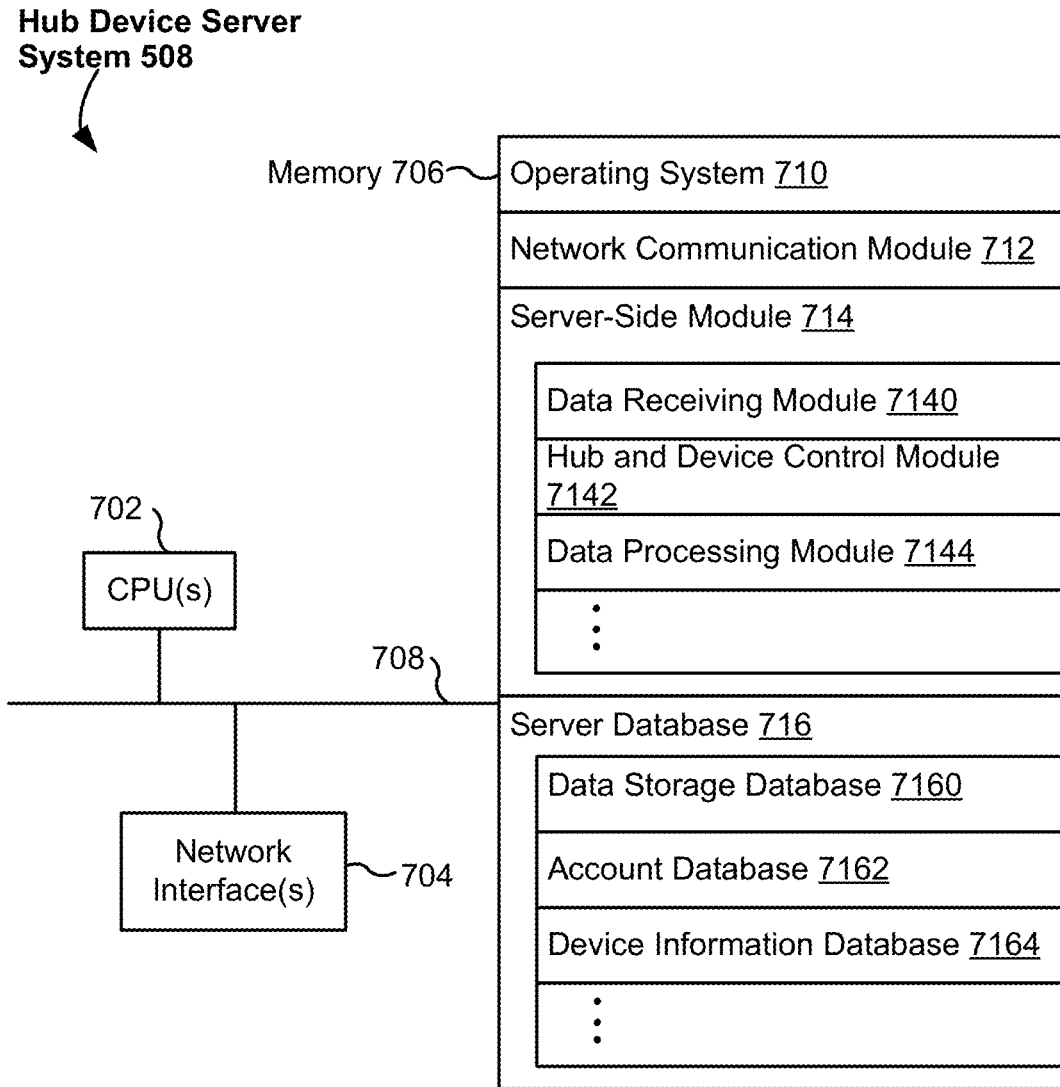 Hub Device Server
System 508
Memory 706
Operating System 710
Network Communication Module 712
Server-Side Module 714
Data Receiving Module 7140
Hub and Device Control Module
7142
Data Processing Module 7144
702
CPU(s)
708
Server Database 716
Data Storage Database 7160
Network
Interface(s)
704
Account Database 7162
Device Information Database 7164